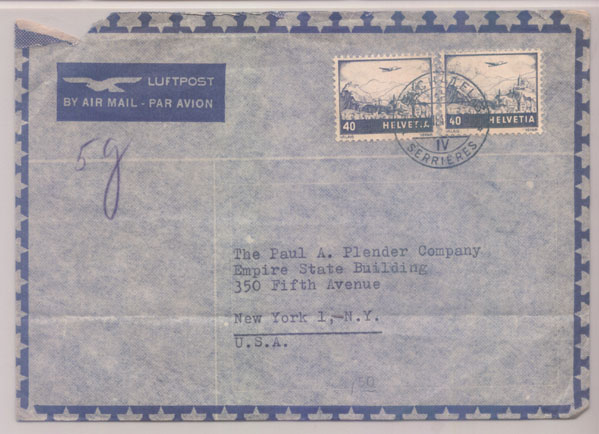 LUFTPOST
BY AIR MAIL - PAR AVION
40 HELVETIA
40 HELVETIA
IV
SERRIERES
5g
The Paul A. Plender Company
Empire State Building
350 Fifth Avenue
New York 1,-N.Y.
U.S.A.